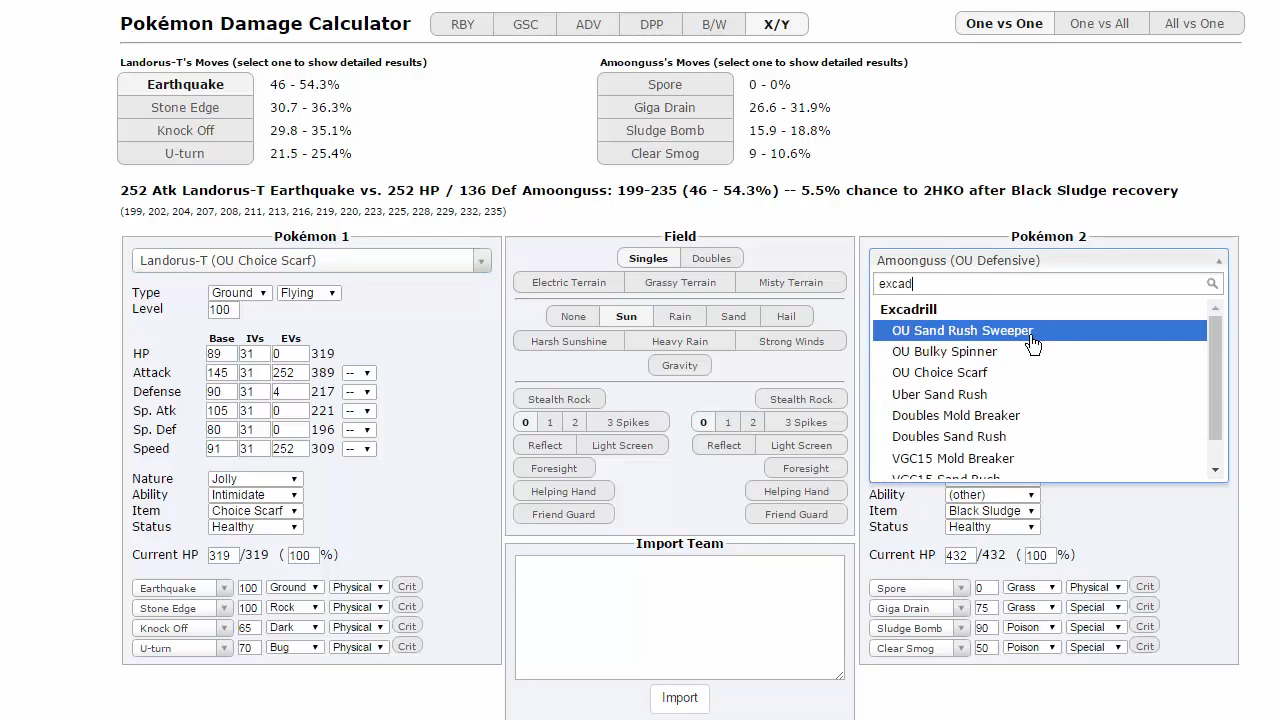 Pokémon Damage Calculator RBY GSC ADV DPP B/W X/Y One vs One One vs All All vs One
Landorus-T's Moves (select one to show detailed results)
Earthquake 46 - 54.3%
Stone Edge 30.7 - 36.3%
Knock Off 29.8 - 35.1%
U-turn 21.5 - 25.4%
Amoonguss's Moves (select one to show detailed results)
Spore 0 - 0%
Giga Drain 26.6 - 31.9%
Sludge Bomb 15.9 - 18.8%
Clear Smog 9 - 10.6%
252 Atk Landorus-T Earthquake vs. 252 HP / 136 Def Amoonguss: 199-235 (46 - 54.3%) -- 5.5% chance to 2HKO after Black Sludge recovery
(199, 202, 204, 207, 208, 211, 213, 216, 219, 220, 223, 225, 228, 229, 232, 235)
Pokémon 1
Landorus-T (OU Choice Scarf)
Type Ground Flying
Level 100
Base IVs EVs
HP 89 31 0 319
Attack 145 31 252 389 --
Defense 90 31 4 217 --
Sp. Atk 105 31 0 221 --
Sp. Def 80 31 0 196 --
Speed 91 31 252 309 --
Nature Jolly
Ability Intimidate
Item Choice Scarf
Status Healthy
Current HP 319 /319 ( 100 %)
Earthquake 100 Ground Physical Crit
Stone Edge 100 Rock Physical Crit
Knock Off 65 Dark Physical Crit
U-turn 70 Bug Physical Crit
Field
Singles Doubles
Electric Terrain Grassy Terrain Misty Terrain
None Sun Rain Sand Hail
Harsh Sunshine Heavy Rain Strong Winds
Gravity
Stealth Rock Stealth Rock
0 1 2 3 Spikes 0 1 2 3 Spikes
Reflect Light Screen Reflect Light Screen
Foresight Foresight
Helping Hand Helping Hand
Friend Guard Friend Guard
Import Team
Import
Pokémon 2
Amoonguss (OU Defensive)
excad
Excadrill
OU Sand Rush Sweeper
OU Bulky Spinner
OU Choice Scarf
Uber Sand Rush
Doubles Mold Breaker
Doubles Sand Rush
VGC15 Mold Breaker
VGC15 Sand Rush
Ability (other)
Item Black Sludge
Status Healthy
Current HP 432 /432 ( 100 %)
Spore 0 Grass Physical Crit
Giga Drain 75 Grass Special Crit
Sludge Bomb 90 Poison Special Crit
Clear Smog 50 Poison Special Crit